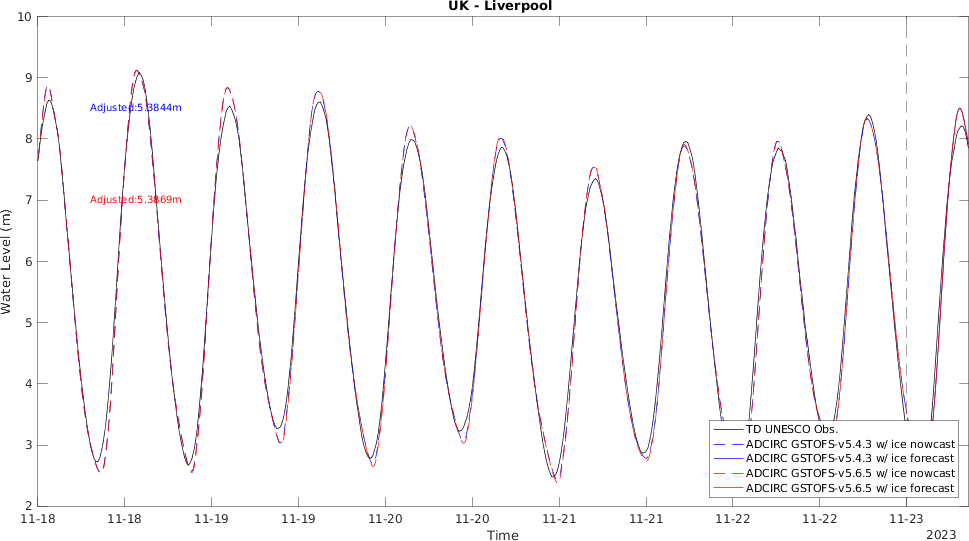 UK - Liverpool
10
9
Adjusted:5.3844m
8
7
Adjusted:5.3869m
6
5
4
3
2
Water Level (m)
TD UNESCO Obs.
ADCIRC GSTOFS-v5.4.3 w/ ice nowcast
ADCIRC GSTOFS-v5.4.3 w/ ice forecast
ADCIRC GSTOFS-v5.6.5 w/ ice nowcast
ADCIRC GSTOFS-v5.6.5 w/ ice forecast
11-18 11-18 11-19 11-19 11-20 11-20 11-21 11-21 11-22 11-22 11-23
Time
2023